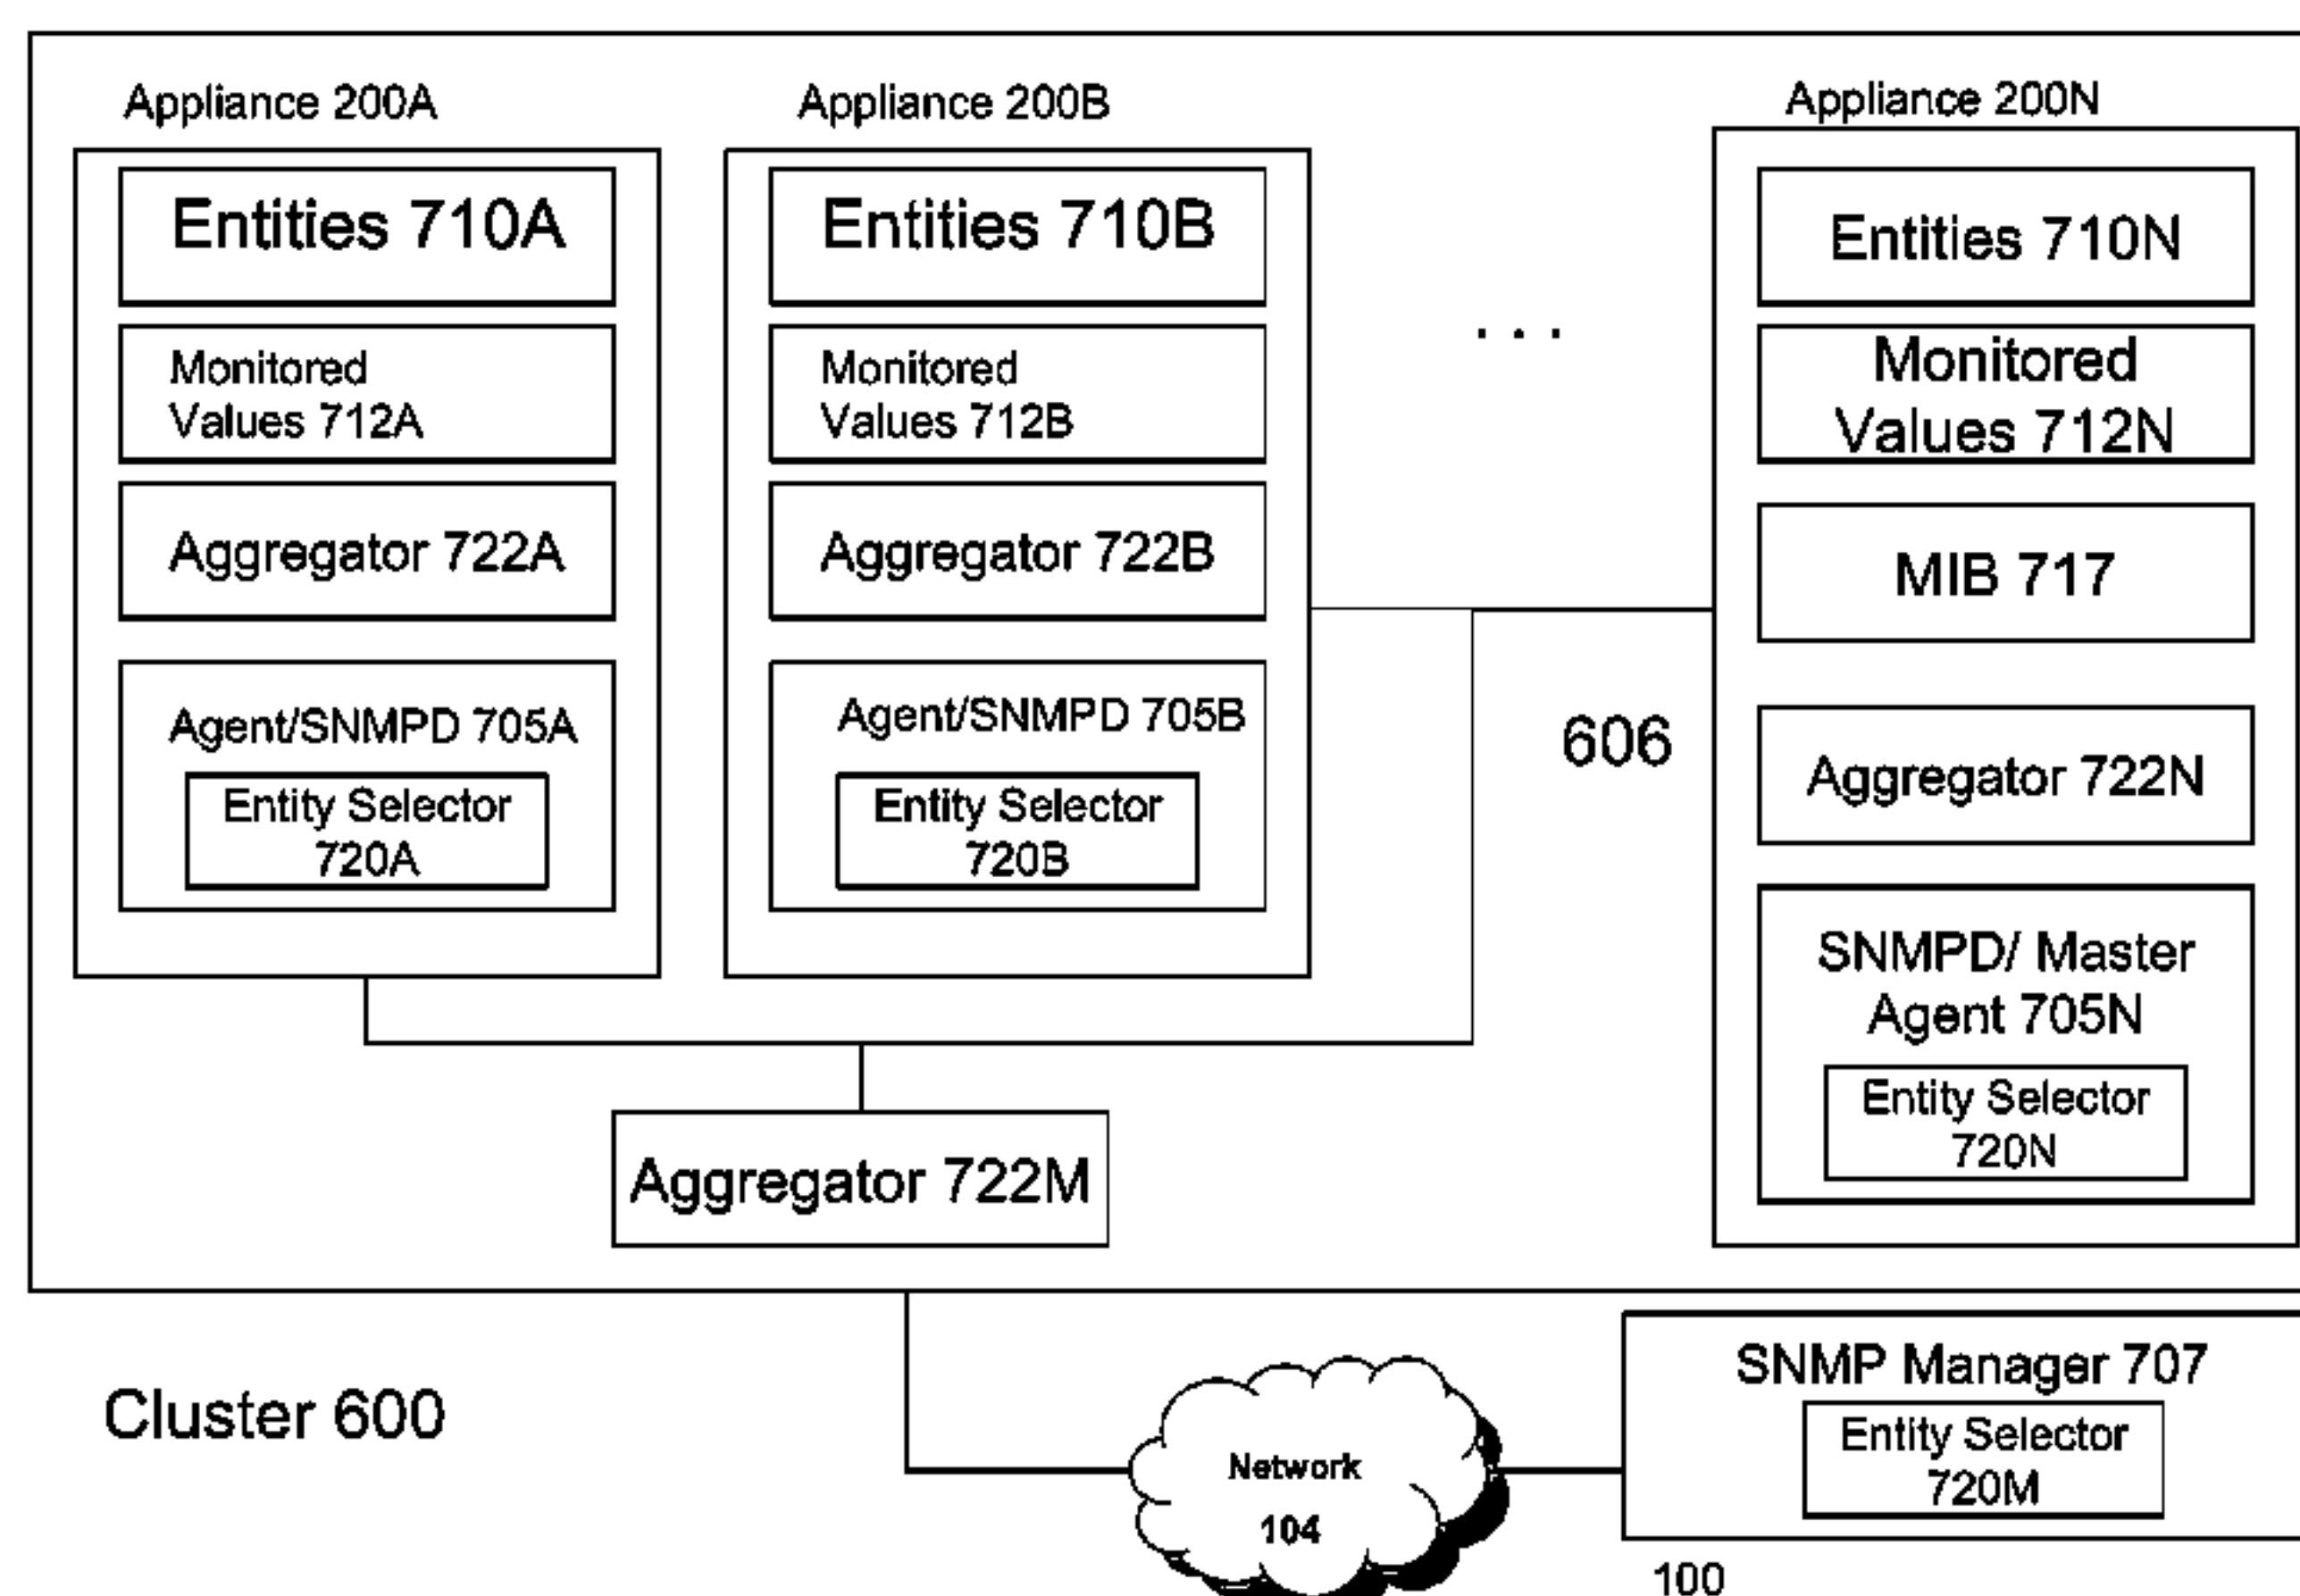 Appliance 200A
Entities 710A
Monitored
Values 712A
Aggregator 722A
Agent/SNMPD 705A
Entity Selector
720A
Appliance 200B
Entities 710B
Monitored
Values 712B
Aggregator 722B
Agent/SNMPD 705B
Entity Selector
720B
. . .
606
Appliance 200N
Entities 710N
Monitored
Values 712N
MIB 717
Aggregator 722N
SNMPD/ Master
Agent 705N
Entity Selector
720N
Aggregator 722M
Cluster 600
Network
104
SNMP Manager 707
Entity Selector
720M
100